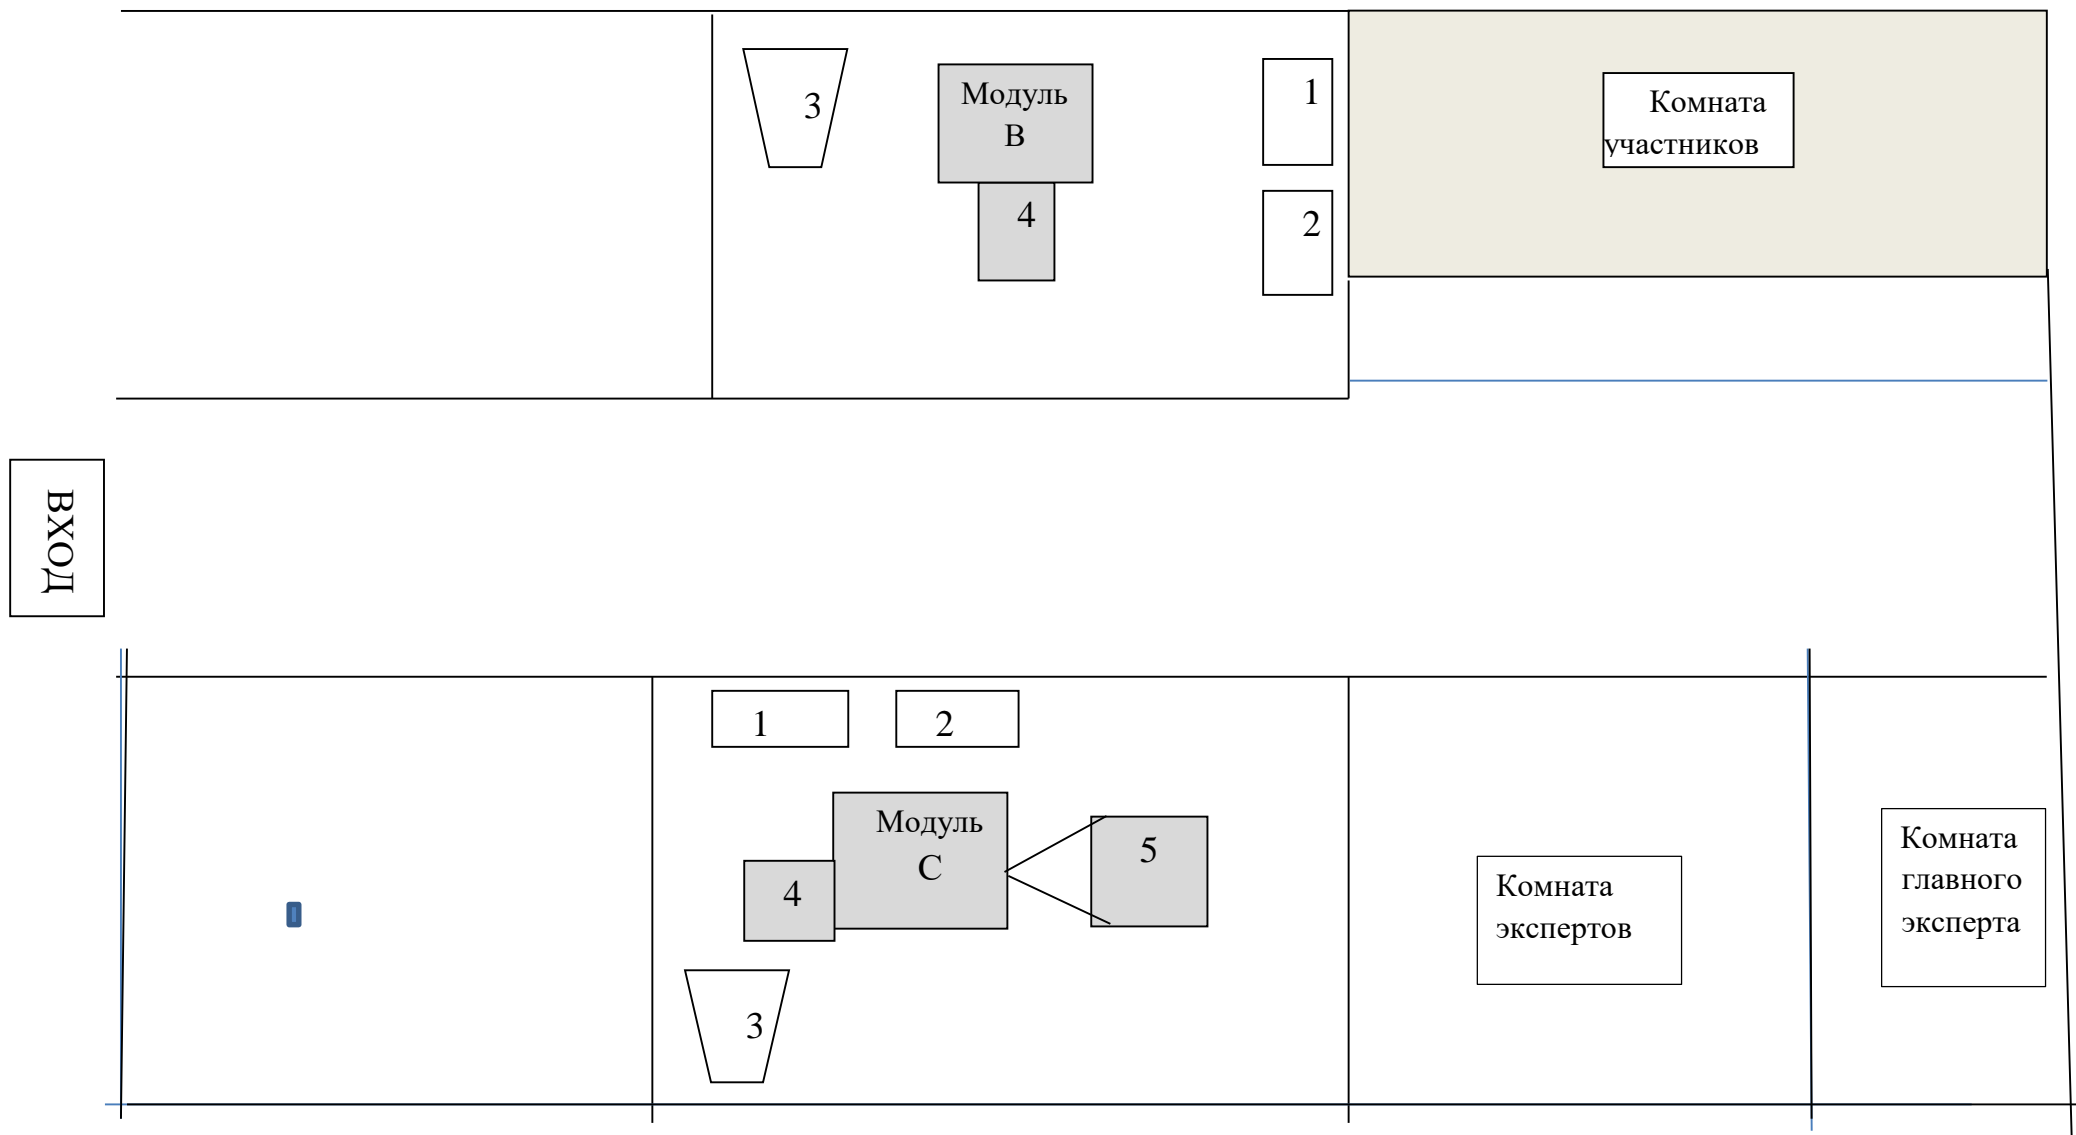 3
Модуль
В
4
1
2
Комната
участников
ВХОД
1
2
Модуль
С
4
5
3
Комната
экспертов
Комната
главного
эксперта